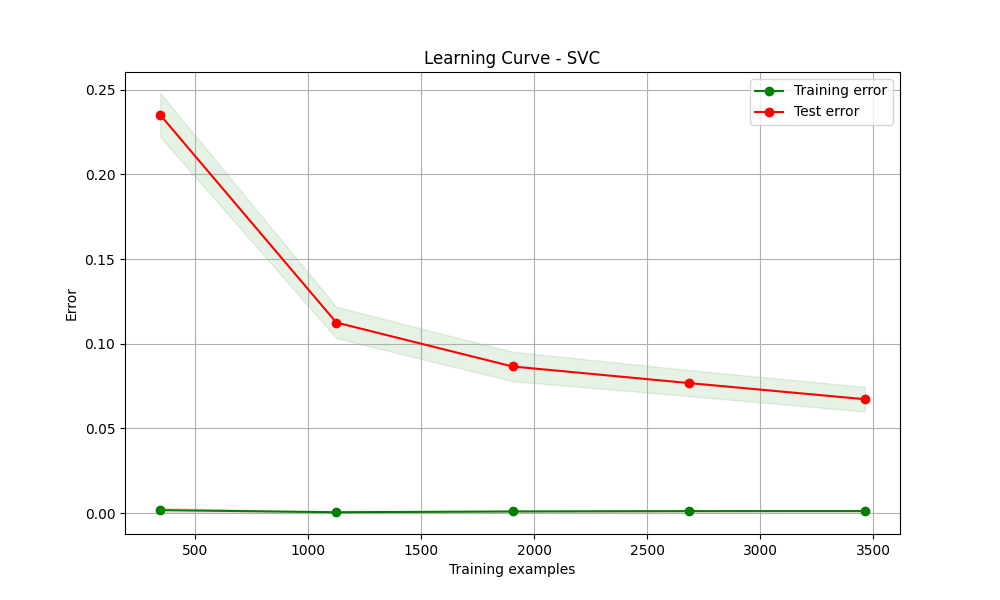 Learning Curve - SVC
Training error
Test error
Error
0.25
0.20
0.15
0.10
0.05
0.00
500 1000 1500 2000 2500 3000 3500
Training examples